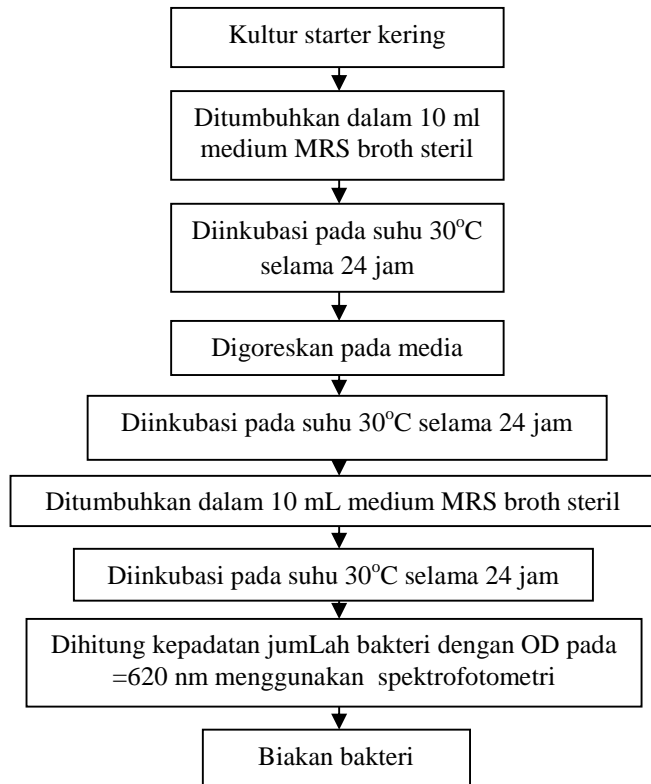 Kultur starter kering
Ditumbuhkan dalam 10 ml
medium MRS broth steril
Diinkubasi pada suhu 30°C
selama 24 jam
Digoreskan pada media
Diinkubasi pada suhu 30°C selama 24 jam
Ditumbuhkan dalam 10 mL medium MRS broth steril
Diinkubasi pada suhu 30°C selama 24 jam
Dihitung kepadatan jumLah bakteri dengan OD pada
=620 nm menggunakan spektrofotometri
Biakan bakteri